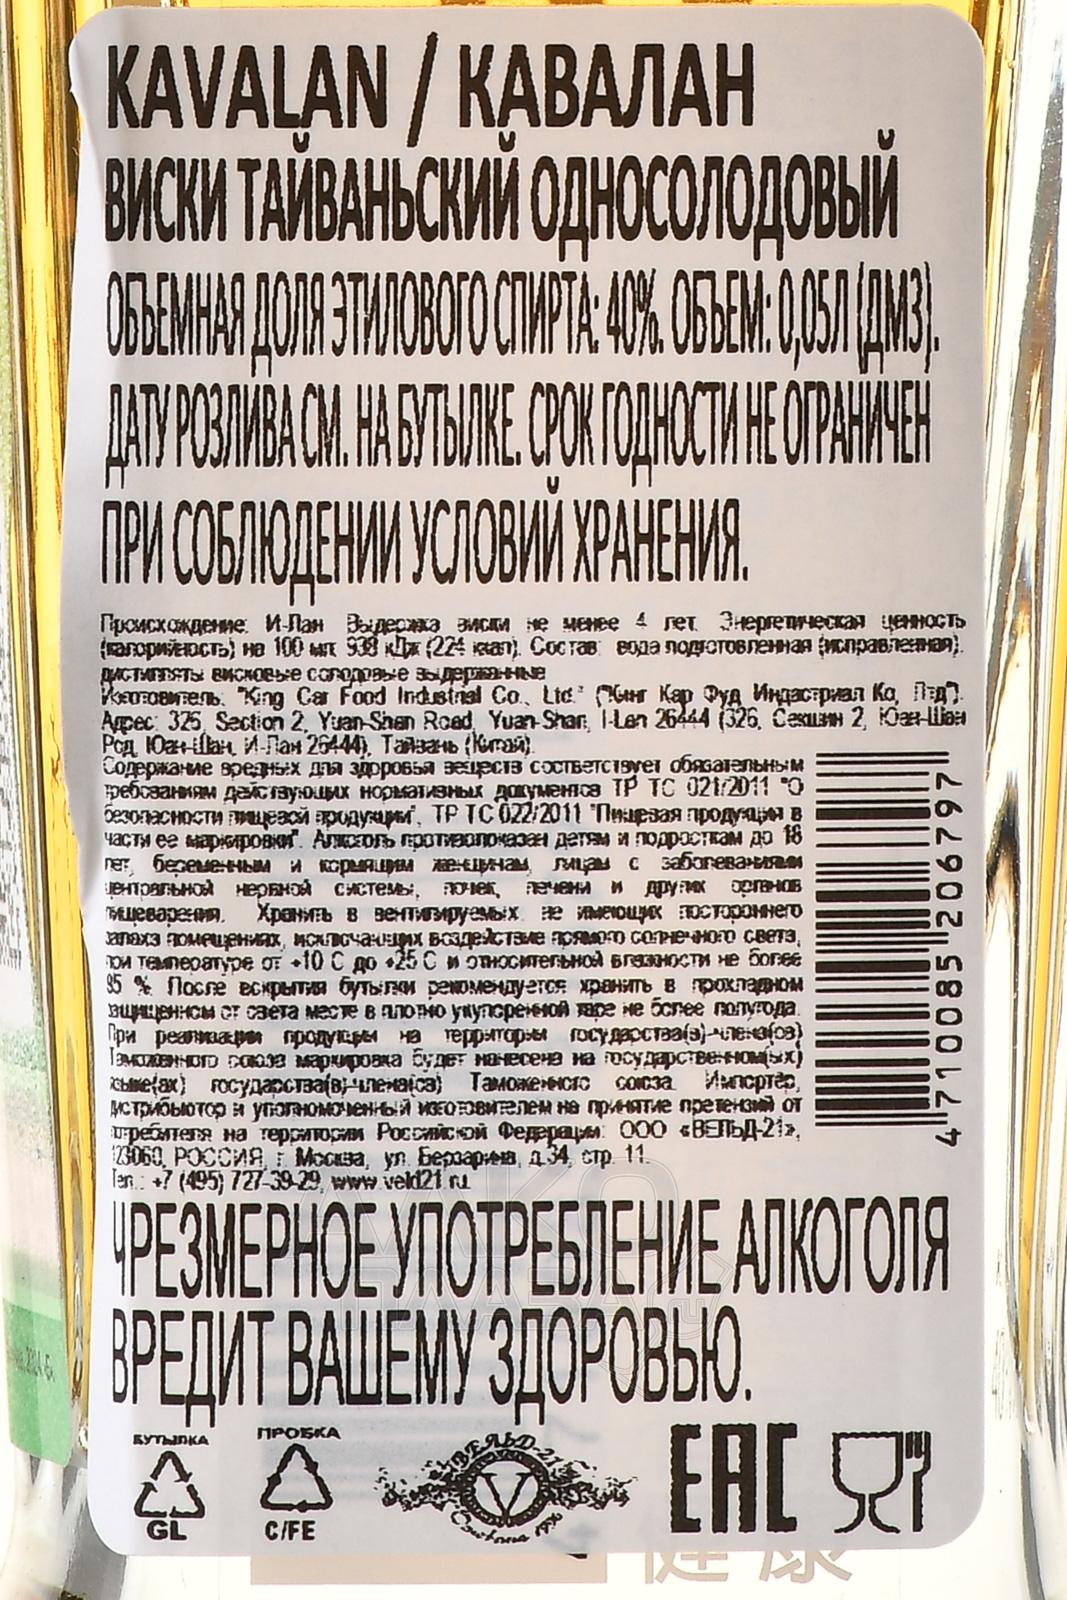 KAVALAN / КАВАЛАН
ВИСКИ ТАЙВАНЬСКИЙ ОДНОСОЛОДОВЫЙ
ОБЪЕМНАЯ ДОЛЯ ЭТИЛОВОГО СПИРТА: 40%. ОБЪЕМ: 0,05Л (ДМ3).
ДАТУ РОЗЛИВА СМ. НА БУТЫЛКЕ. СРОК ГОДНОСТИ НЕ ОГРАНИЧЕН
ПРИ СОБЛЮДЕНИИ УСЛОВИЙ ХРАНЕНИЯ.
Происхождение: И-Лан Выдержка виски не менее 4 лет. Энергетическая ценность
(калорийность) на 100 мл: 938 кДж (224 ккал). Состав: вода подготовленная (исправленная),
дистилляты висковые солодовые выдержанные
Изготовитель: "King Car Food Industrial Co., Ltd." ("Кинг Кар Фуд Индастриал Ко, Лтд").
Адрес: 326, Section 2, Yuan-Shan Road, Yuan-Shan, I-Lan 26444 (326, Секшин 2, Юан-Шан
Род, Юан-Шан, И-Лан 26444), Тайвань (Китай).
Содержание вредных для здоровья веществ соответствует обязательным
требованиям действующих нормативных документов ТР ТС 021/2011 "О
безопасности пищевой продукции", ТР ТС 022/2011 "Пищевая продукция в
части ее маркировки". Алкоголь противопоказан детям и подросткам до 18
лет, беременным и кормящим женщинам, лицам с заболеваниями
центральной нервной системы, почек, печени и других органов
пищеварения. Хранить в вентилируемых, не имеющих постороннего
запаха помещениях, исключающих воздействие прямого солнечного света,
при температуре от +10 С до +25 С и относительной влажности не более
85 %. После вскрытия бутылки рекомендуется хранить в прохладном
защищенном от света месте в плотно укупоренной таре не более полугода.
При реализации продукции на территории государства(в)-члена(ов)
Таможенного союза маркировка будет нанесена на государственном(ых)
языке(ах) государства(в)-члена(ов) Таможенного союза. Импортёр,
дистрибьютор и уполномоченный изготовителем на принятие претензий от
потребителя на территории Российской Федерации: ООО «ВЕЛЬД-21»,
123060, РОССИЯ, г. Москва, ул. Берзарина, д.34, стр. 11.
Тел.: +7 (495) 727-39-29, www.veld21.ru
4 710085 206797
ЧРЕЗМЕРНОЕ УПОТРЕБЛЕНИЕ АЛКОГОЛЯ
ВРЕДИТ ВАШЕМУ ЗДОРОВЬЮ.
БУТЫЛКА
GL
ПРОБКА
C/FE
ВЕЛЬД-21
V
EAC
健康